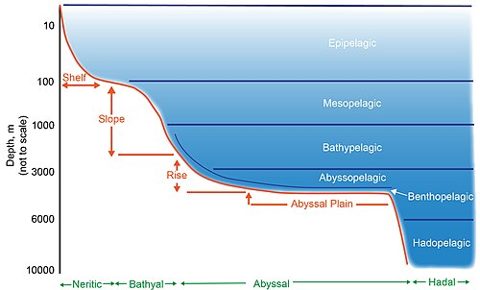 10
Epipelagic
100
Shelf
Mesopelagic
Slope
1000
Bathypelagic
Depth, m
(not to scale)
3000
Rise
Abyssopelagic
Benthopelagic
Abyssal Plain
6000
Hadopelagic
10000
Neritic
Bathyal
Abyssal
Hadal